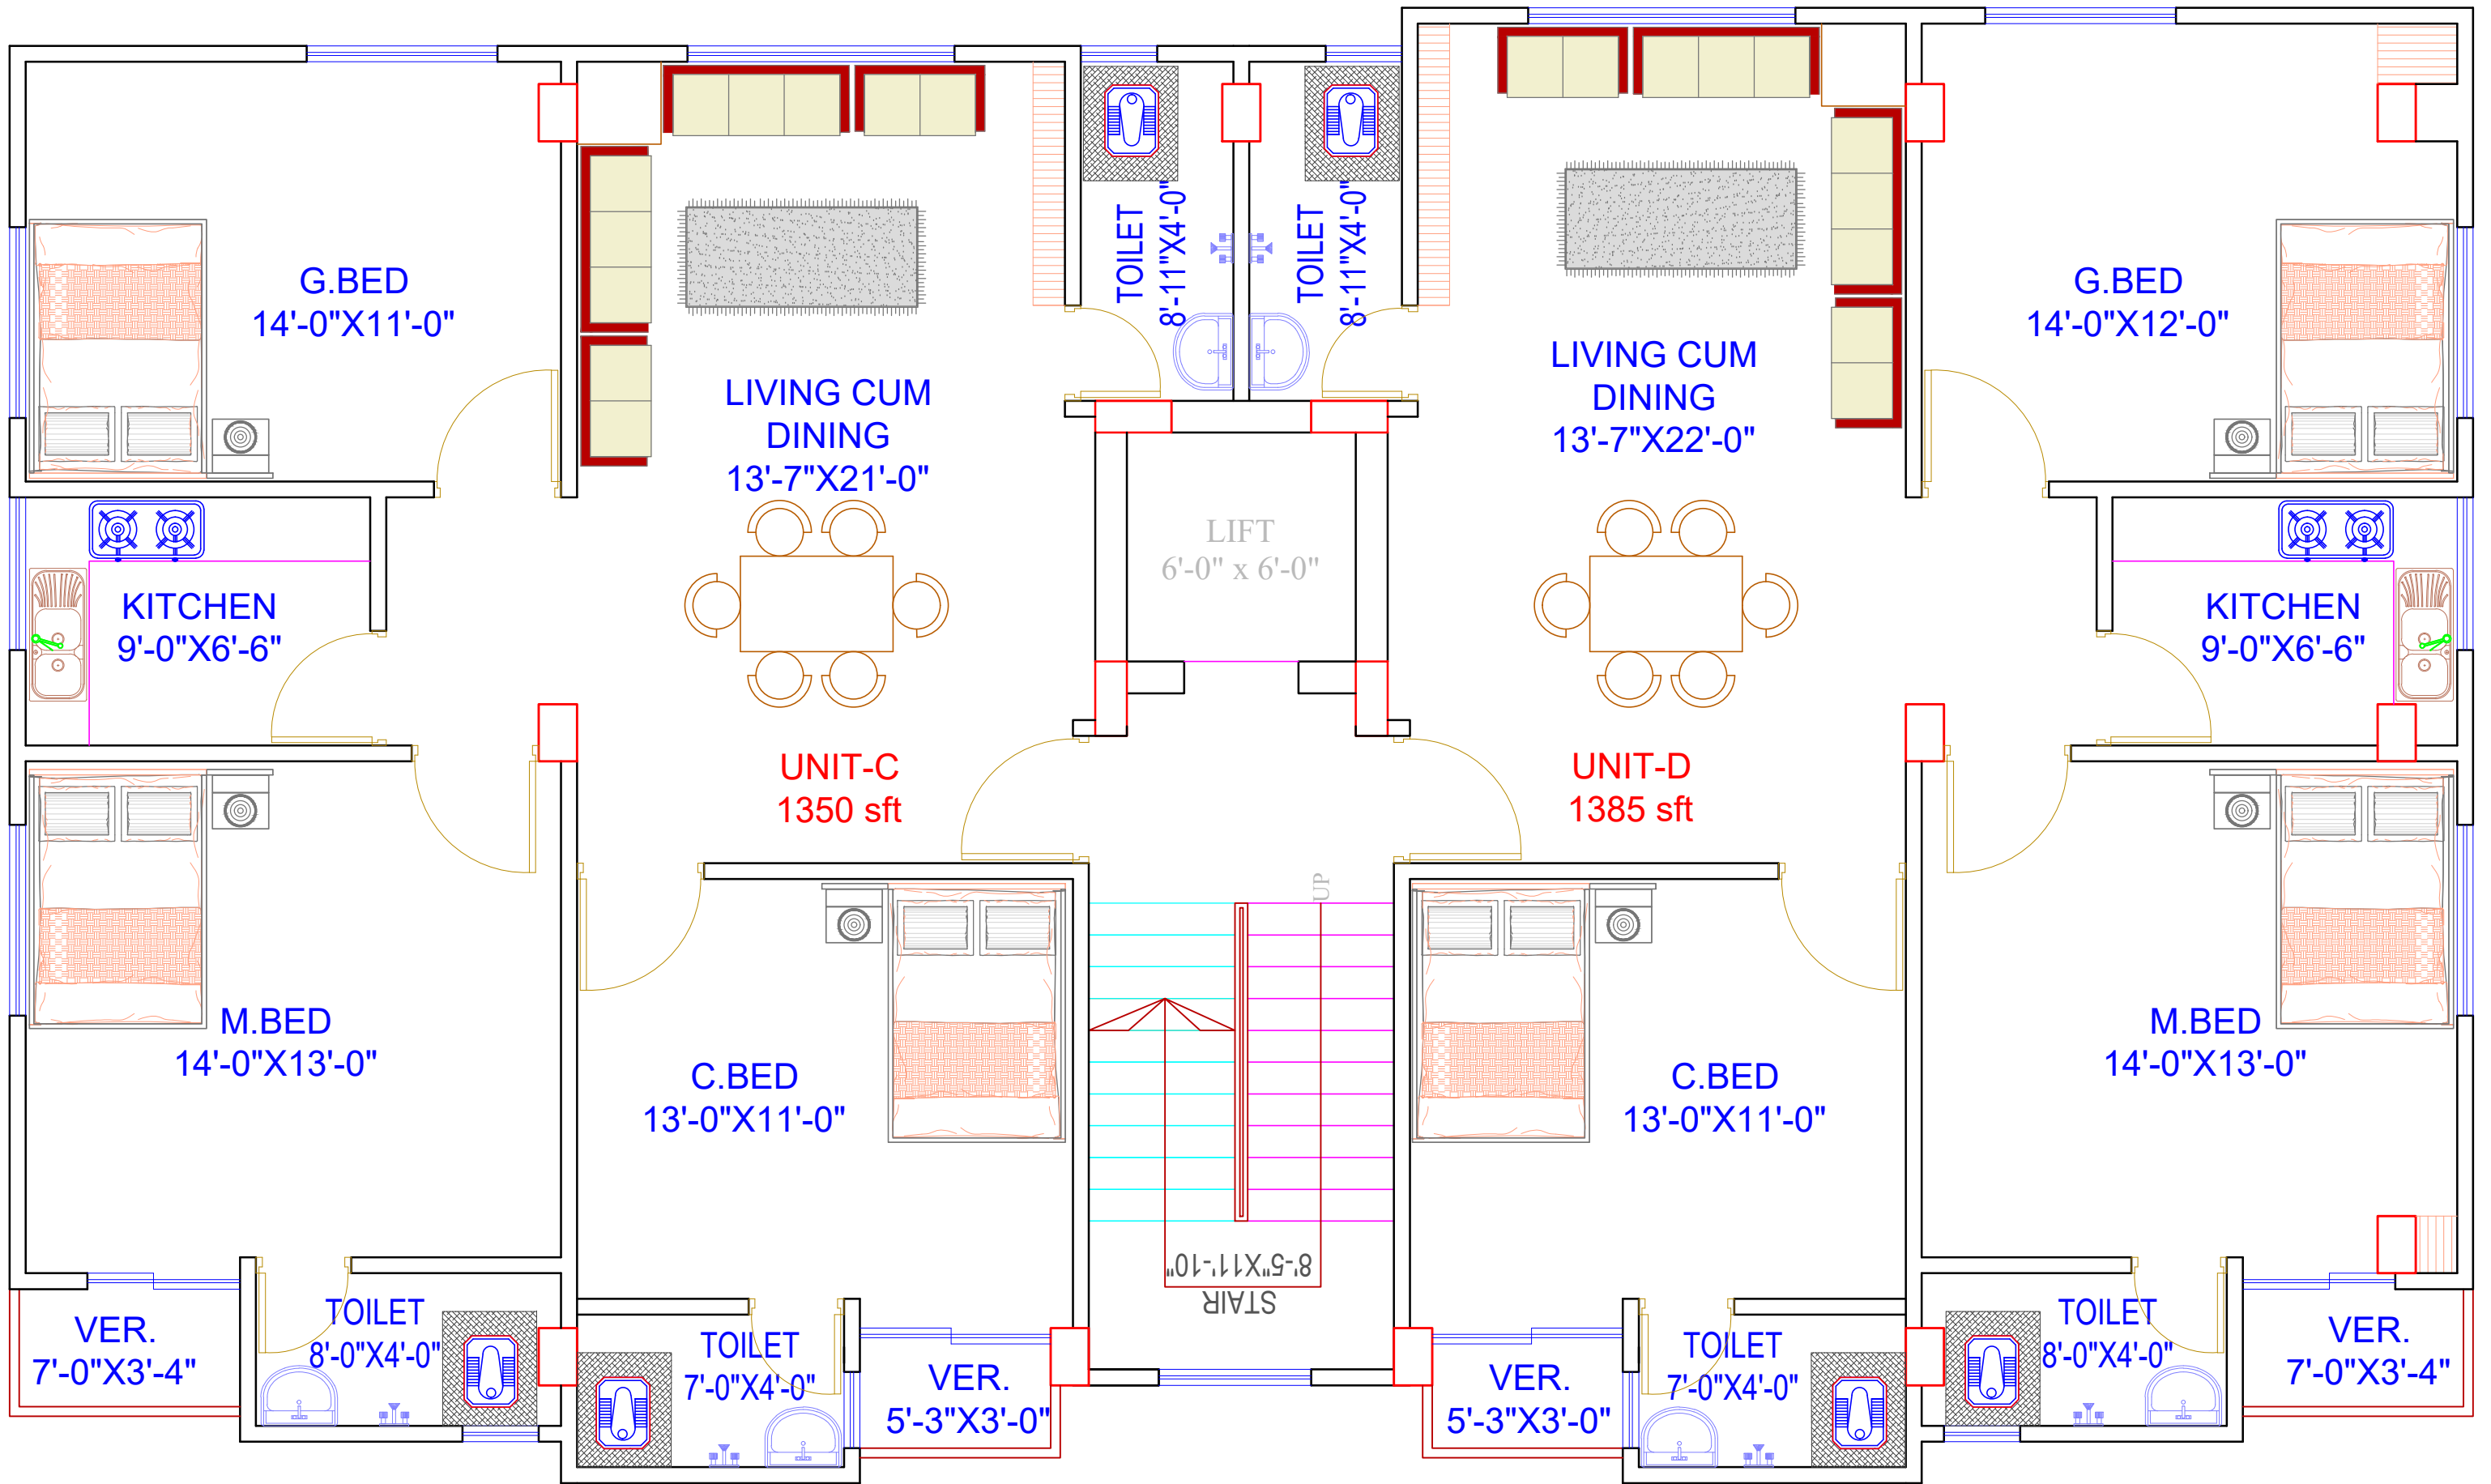 G.BED
14'-0"X11'-0"
LIVING CUM
DINING
13'-7"X21'-0"
TOILET
8'-11"X4'-0"
TOILET
8'-11"X4'-0"
LIVING CUM
DINING
13'-7"X22'-0"
G.BED
14'-0"X12'-0"
KITCHEN
9'-0"X6'-6"
LIFT
6'-0" x 6'-0"
KITCHEN
9'-0"X6'-6"
UNIT-C
1350 sft
UNIT-D
1385 sft
M.BED
14'-0"X13'-0"
C.BED
13'-0"X11'-0"
UP
C.BED
13'-0"X11'-0"
M.BED
14'-0"X13'-0"
STAIR
8'-5"X11'-10"
VER.
7'-0"X3'-4"
TOILET
8'-0"X4'-0"
TOILET
7'-0"X4'-0"
VER.
5'-3"X3'-0"
VER.
5'-3"X3'-0"
TOILET
7'-0"X4'-0"
TOILET
8'-0"X4'-0"
VER.
7'-0"X3'-4"